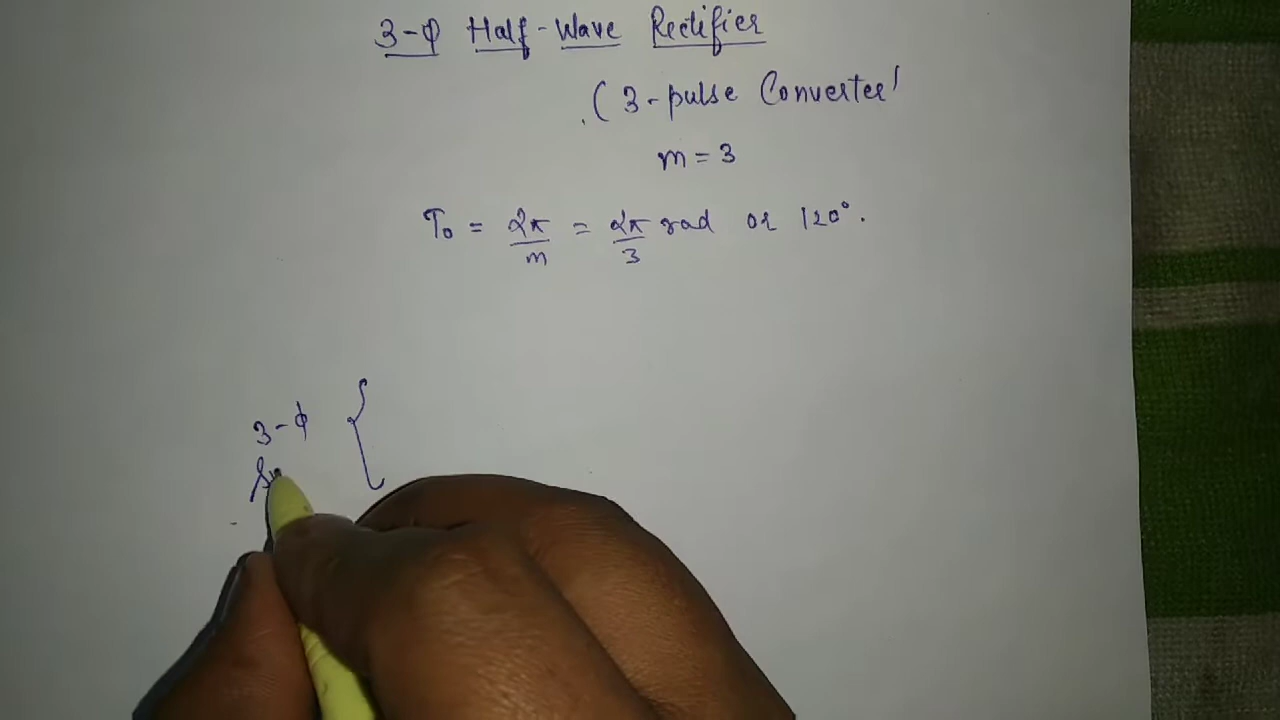 3-φ Half-Wave Rectifier
(3-pulse Converter)
m = 3
T₀ = 2π/m = 2π/3 rad or 120°.
3-φ {